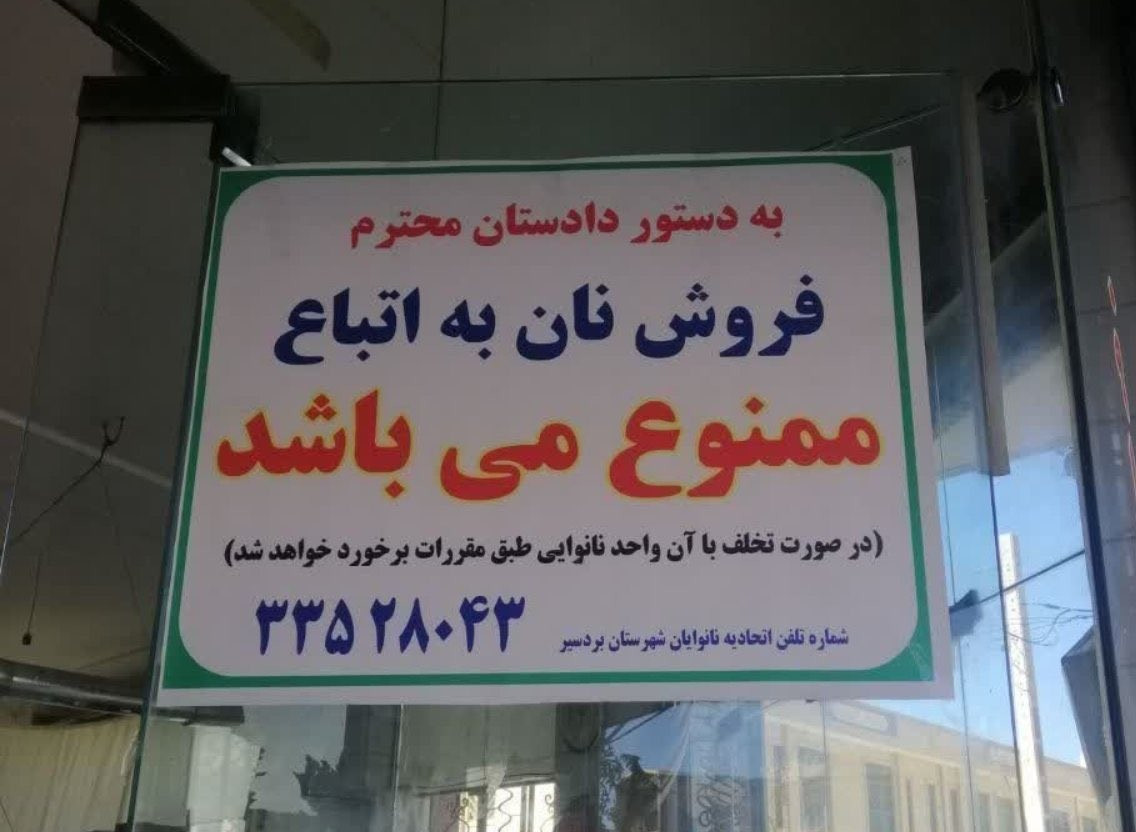 به دستور دادستان محترم
فروش نان به اتباع
ممنوع می باشد
(در صورت تخلف با آن واحد نانوایی طبق مقررات برخورد خواهد شد)
شماره تلفن اتحادیه نانوایان شهرستان بردسیر ۳۳۵۲۸۰۴۳